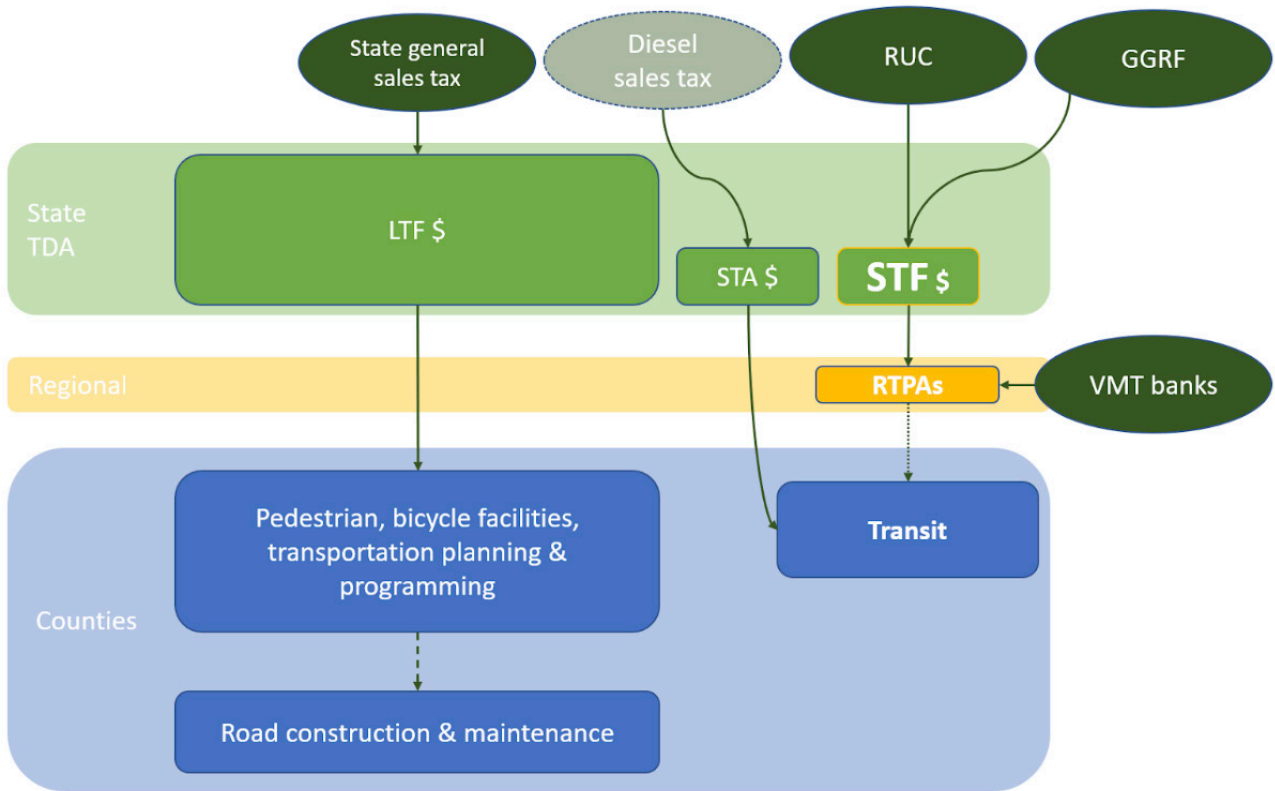 State general
sales tax
Diesel
sales tax
RUC
GGRF
State
TDA
LTF $
STA $
STF $
Regional
RTPAs
VMT banks
Counties
Pedestrian, bicycle facilities,
transportation planning &
programming
Transit
Road construction & maintenance